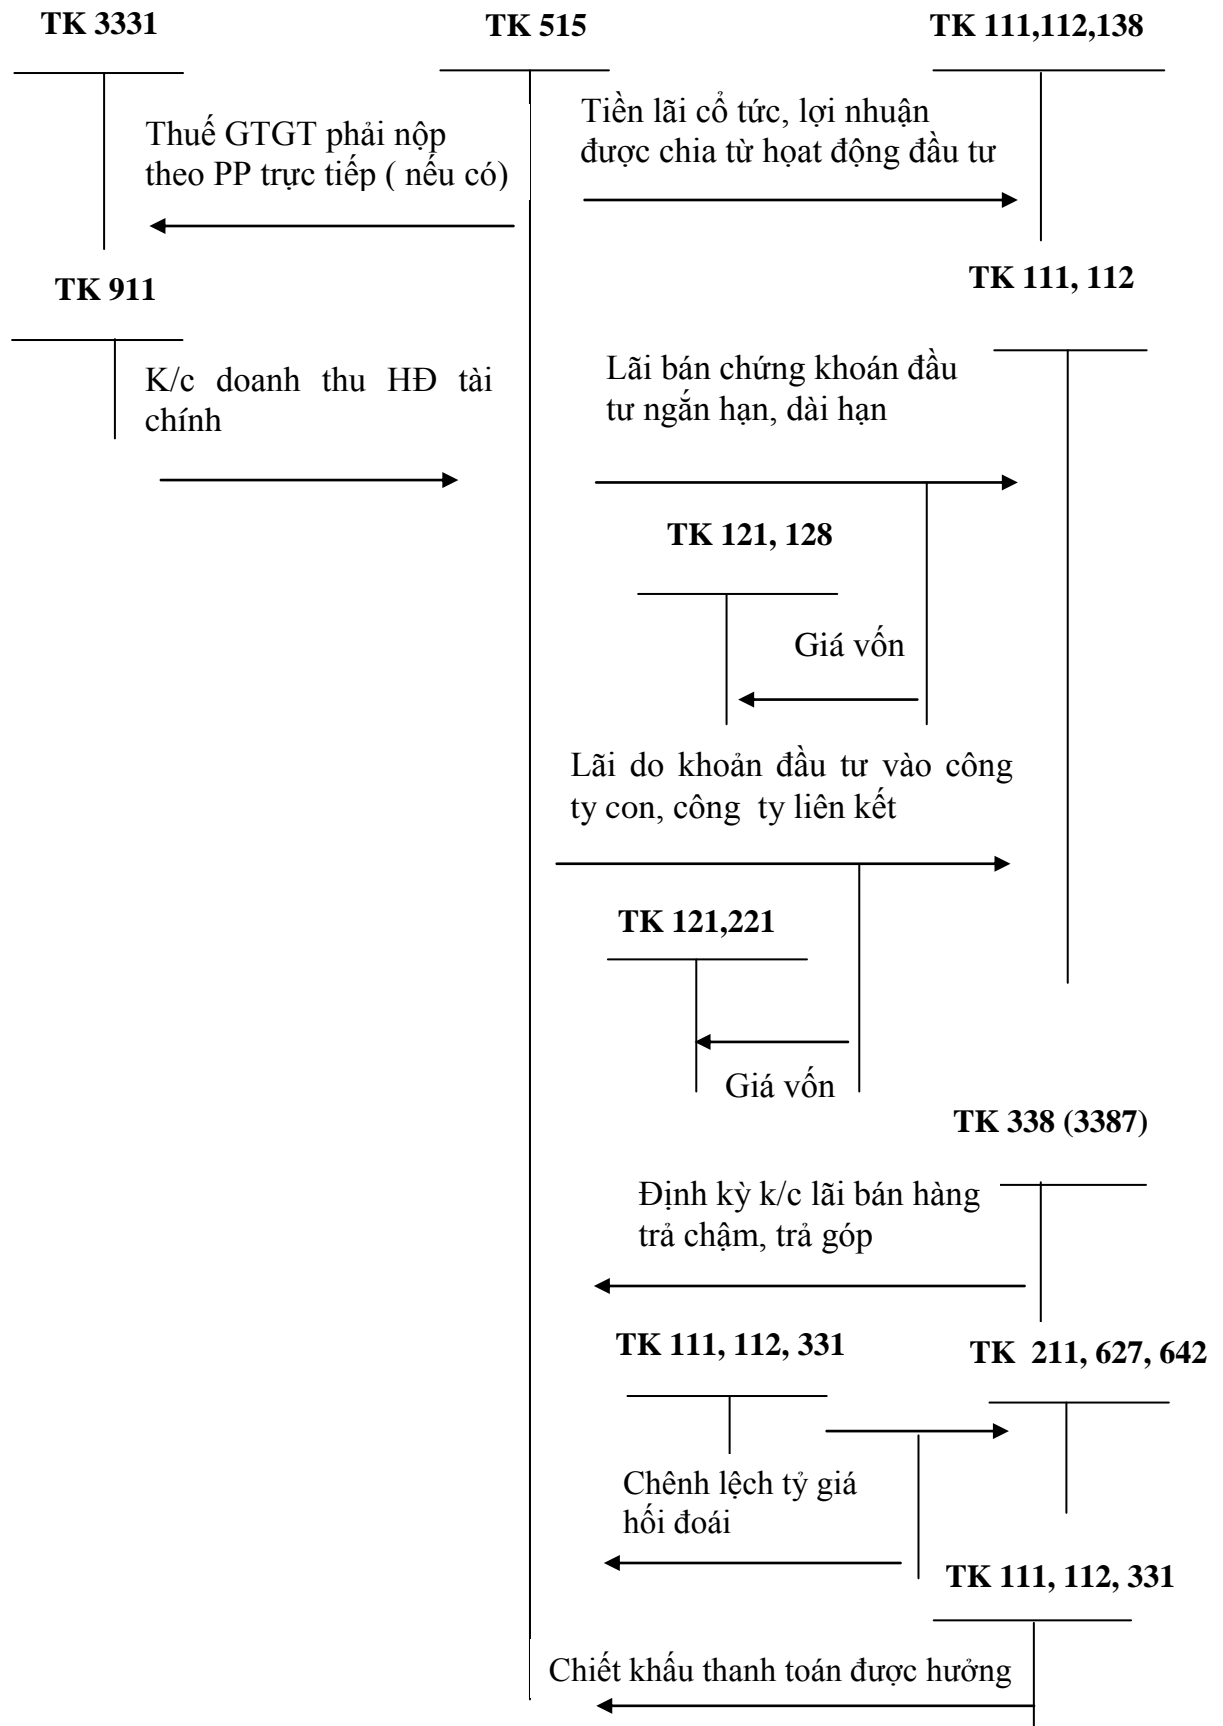 TK 3331
TK 515
TK 111,112,138
Thuế GTGT phải nộp
theo PP trực tiếp ( nếu có)
Tiền lãi cổ tức, lợi nhuận
được chia từ họat động đầu tư
TK 911
TK 111, 112
K/c doanh thu HĐ tài
chính
Lãi bán chứng khoán đầu
tư ngắn hạn, dài hạn
TK 121, 128
Giá vốn
Lãi do khoản đầu tư vào công
ty con, công ty liên kết
TK 121,221
Giá vốn
TK 338 (3387)
Định kỳ k/c lãi bán hàng
trả chậm, trả góp
TK 111, 112, 331
TK 211, 627, 642
Chênh lệch tỷ giá
hối đoái
TK 111, 112, 331
Chiết khấu thanh toán được hưởng